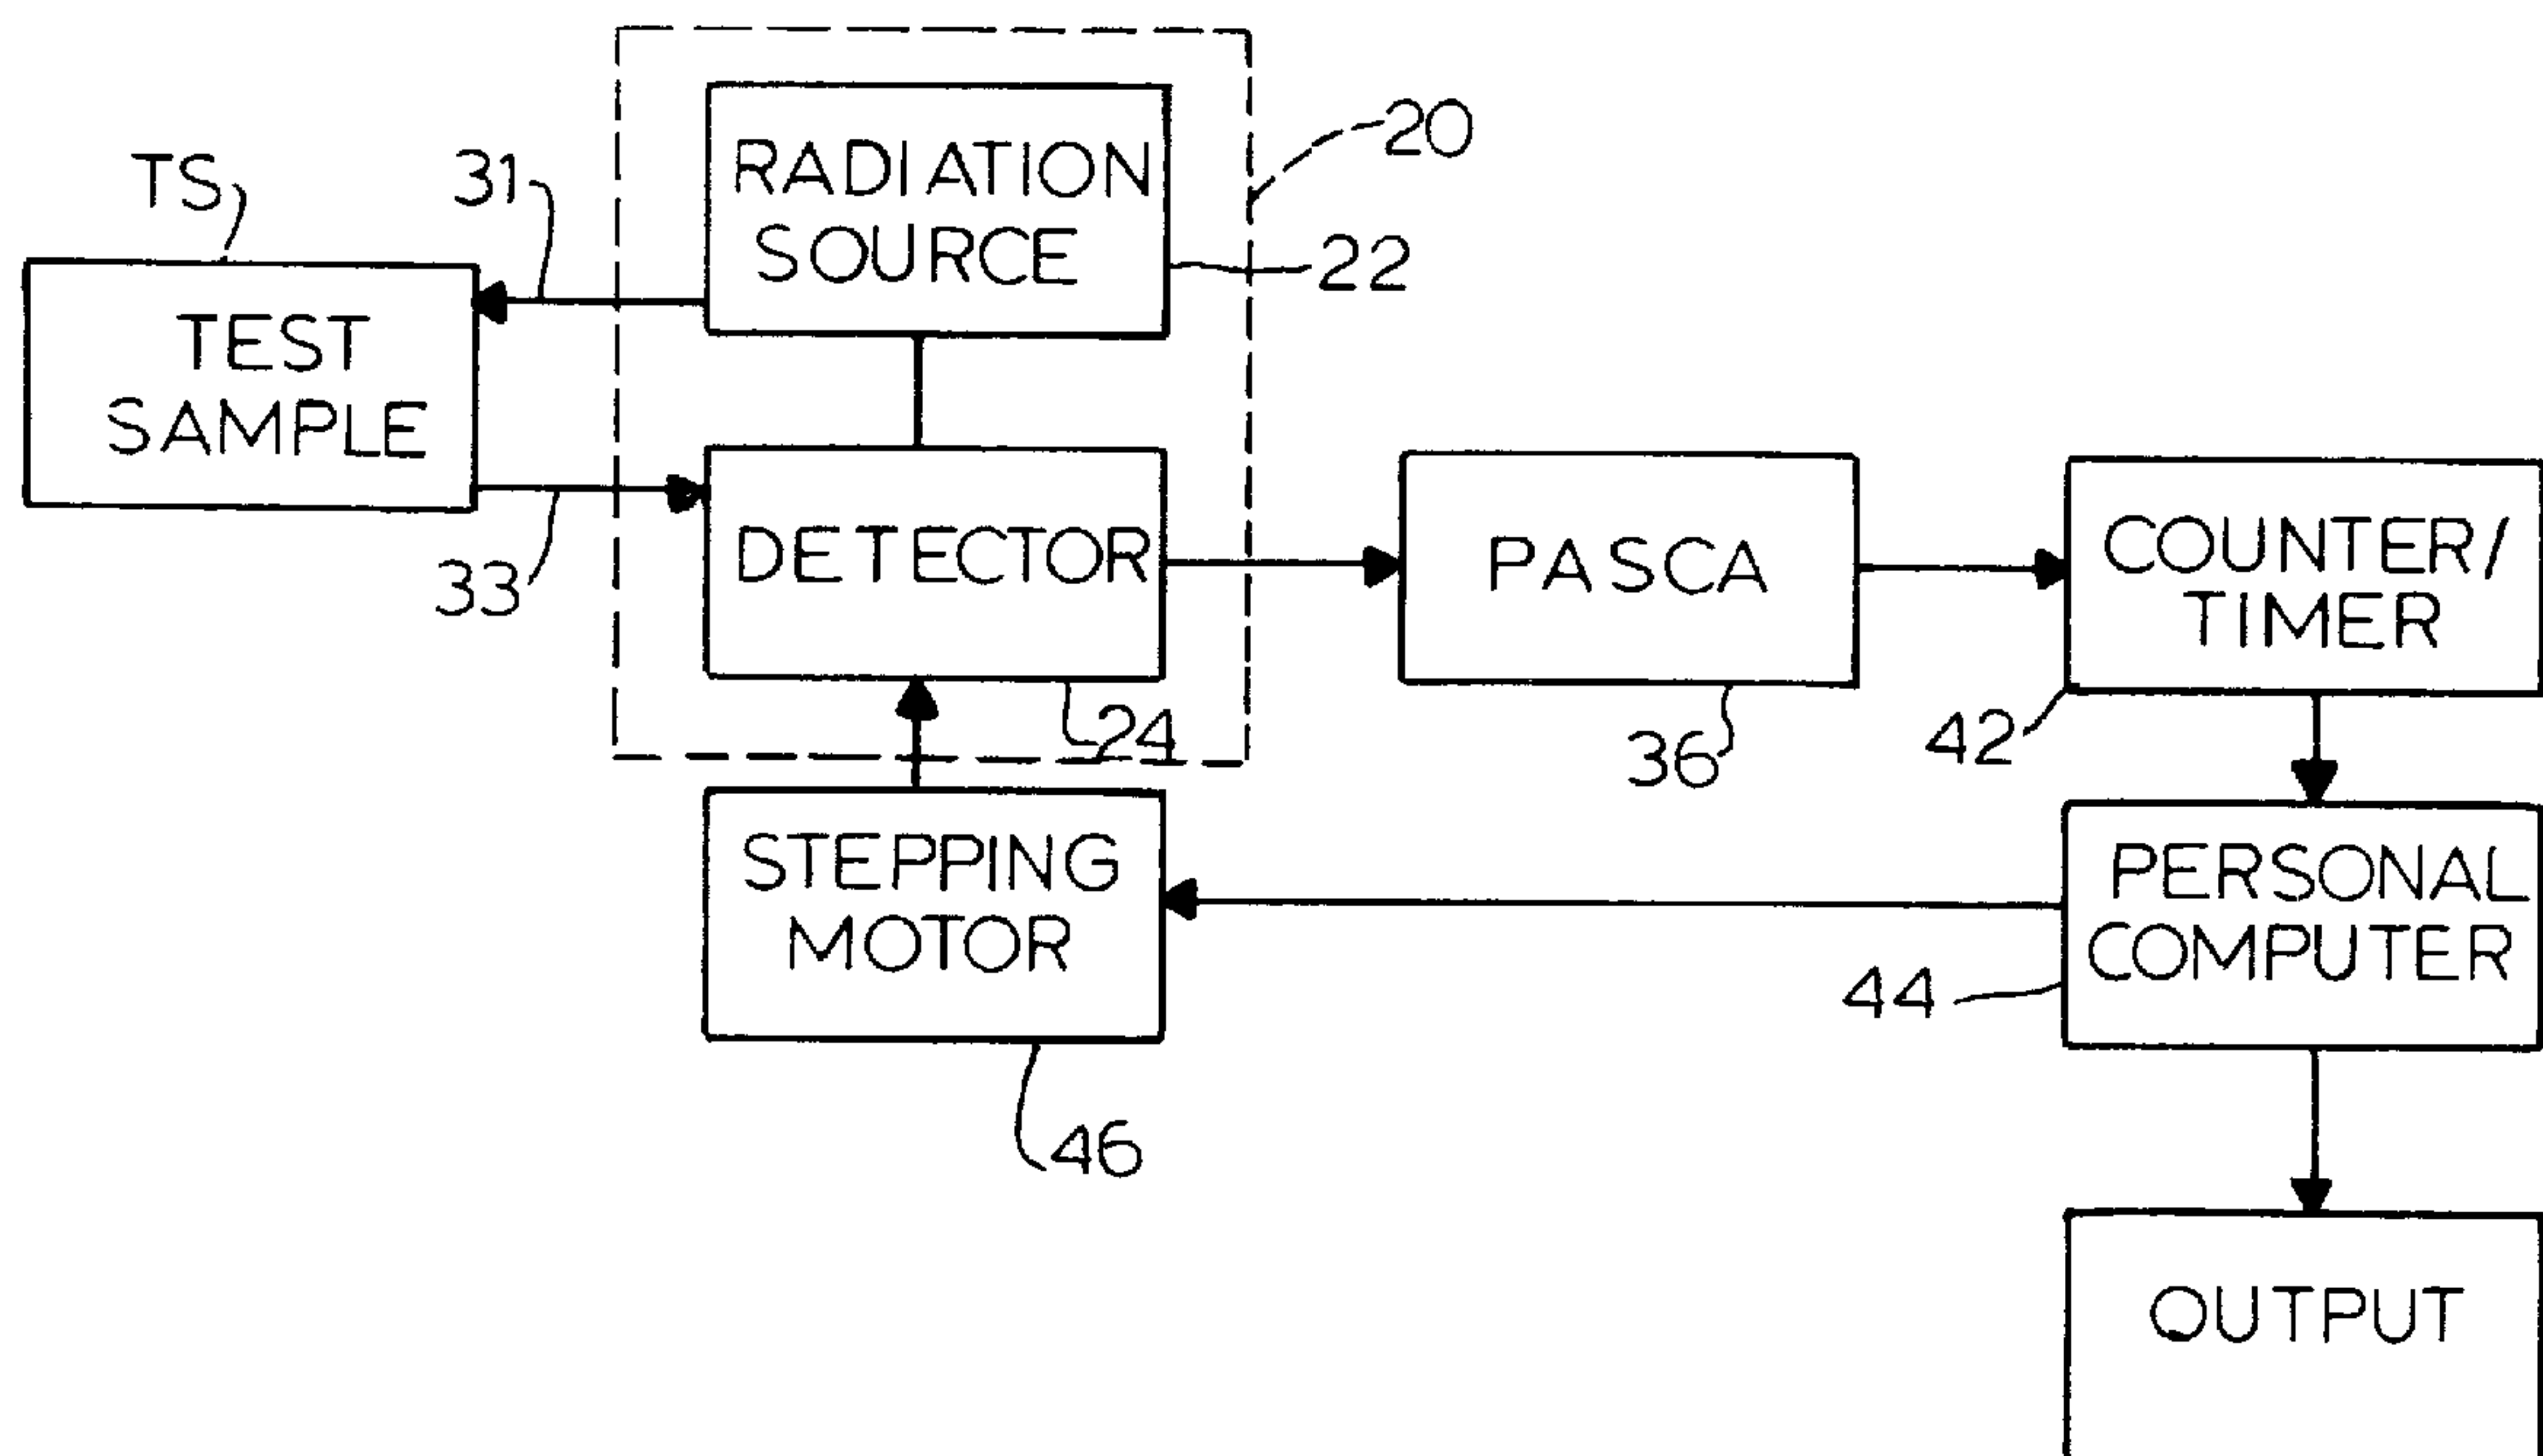 20
RADIATION
SOURCE
22
TS
31
TEST
SAMPLE
33
DETECTOR
24
PASCA
36
COUNTER/
TIMER
42
STEPPING
MOTOR
46
PERSONAL
COMPUTER
44
OUTPUT